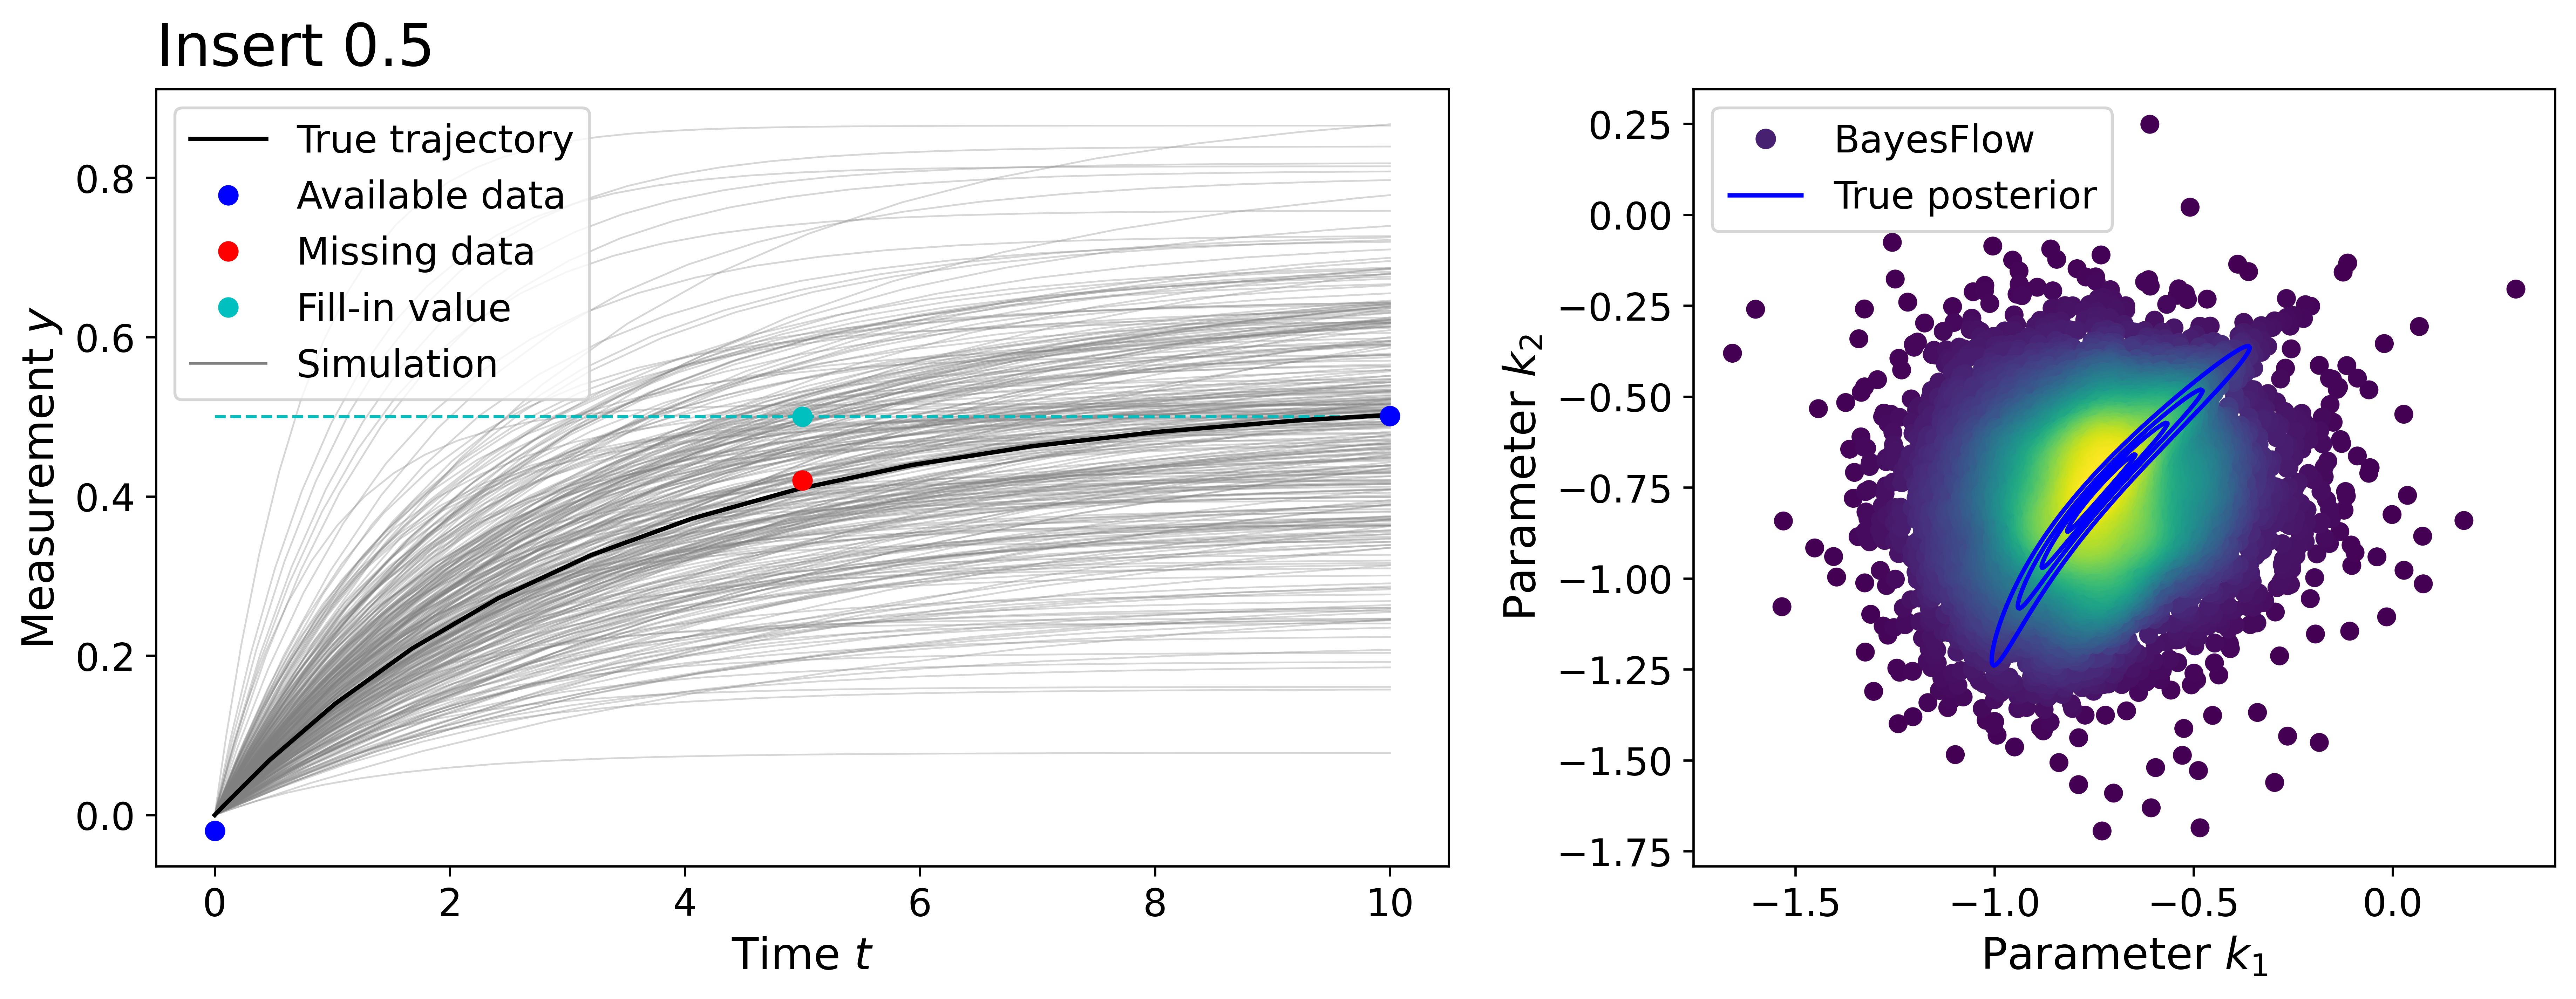 Insert 0.5
True trajectory
Available data
Missing data
Fill-in value
Simulation
0.8
0.6
0.4
0.2
0.0
Measurement y
0
2
4
6
8
10
Time t
BayesFlow
True posterior
0.25
0.00
−0.25
−0.50
−0.75
−1.00
−1.25
−1.50
−1.75
Parameter k₂
−1.5
−1.0
−0.5
0.0
Parameter k₁